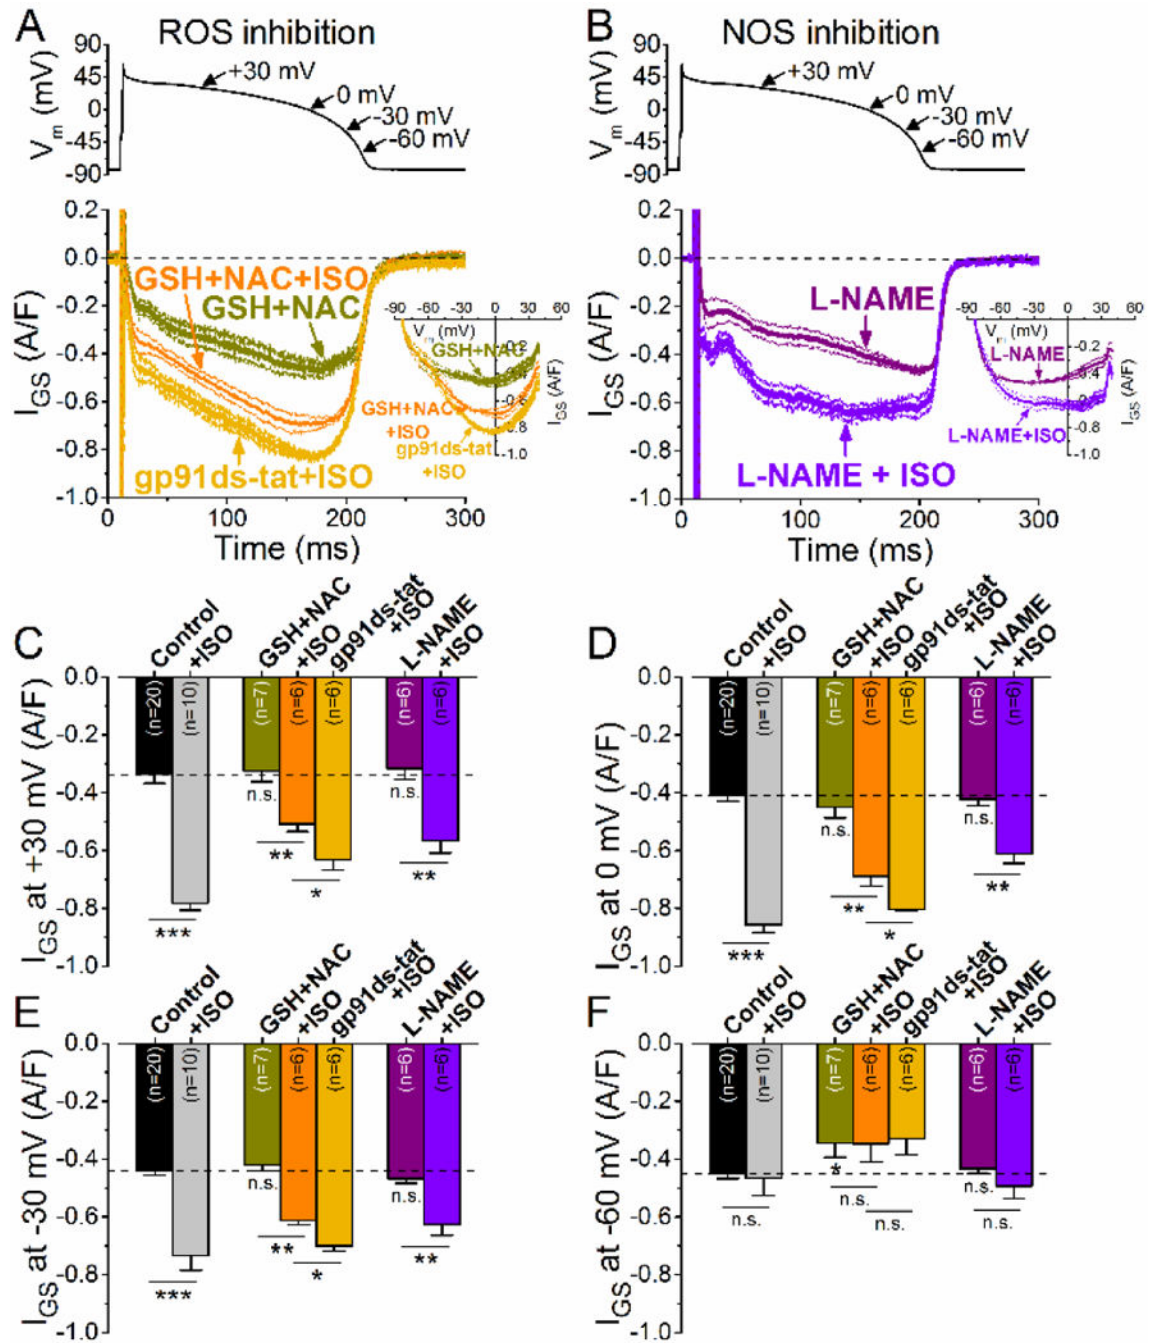 A ROS inhibition
90
45
0
-45
-90
Vm (mV)
+30 mV
0 mV
-30 mV
-60 mV
0.2
0.0
-0.2
-0.4
-0.6
-0.8
-1.0
IGS (A/F)
GSH+NAC+ISO
GSH+NAC
gp91ds-tat+ISO
-90 -60 -30 0 30 60
Vm (mV)
-0.2
GSH+NAC
GSH+NAC
+ISO
gp91ds-tat
+ISO
-0.8
-1.0
IGS (A/F)
0 100 200 300
Time (ms)
B NOS inhibition
90
45
0
-45
-90
Vm (mV)
+30 mV
0 mV
-30 mV
-60 mV
0.2
0.0
-0.2
-0.4
-0.6
-0.8
-1.0
IGS (A/F)
L-NAME
L-NAME + ISO
-90 -60 -30 0 30 60
Vm (mV)
-0.2
L-NAME
-0.4
L-NAME+ISO
-0.8
-1.0
IGS (A/F)
0 100 200 300
Time (ms)
C
Control
+ISO
GSH+NAC
+ISO
gp91ds-tat
+ISO
L-NAME
+ISO
0.0
-0.2
-0.4
-0.6
-0.8
-1.0
IGS at +30 mV (A/F)
(n=20) (n=10) (n=7) (n=6) (n=6) (n=6) (n=6)
n.s. n.s.
** **
*
***
D
Control
+ISO
GSH+NAC
+ISO
gp91ds-tat
+ISO
L-NAME
+ISO
0.0
-0.2
-0.4
-0.6
-0.8
-1.0
IGS at 0 mV (A/F)
(n=20) (n=10) (n=7) (n=6) (n=6) (n=6) (n=6)
n.s. n.s.
** **
*
***
E
Control
+ISO
GSH+NAC
+ISO
gp91ds-tat
+ISO
L-NAME
+ISO
0.0
-0.2
-0.4
-0.6
-0.8
-1.0
IGS at -30 mV (A/F)
(n=20) (n=10) (n=7) (n=6) (n=6) (n=6) (n=6)
n.s. n.s.
** **
*
***
F
Control
+ISO
GSH+NAC
+ISO
gp91ds-tat
+ISO
L-NAME
+ISO
0.0
-0.2
-0.4
-0.6
-0.8
-1.0
IGS at -60 mV (A/F)
(n=20) (n=10) (n=7) (n=6) (n=6) (n=6) (n=6)
* n.s.
n.s. n.s. n.s. n.s.